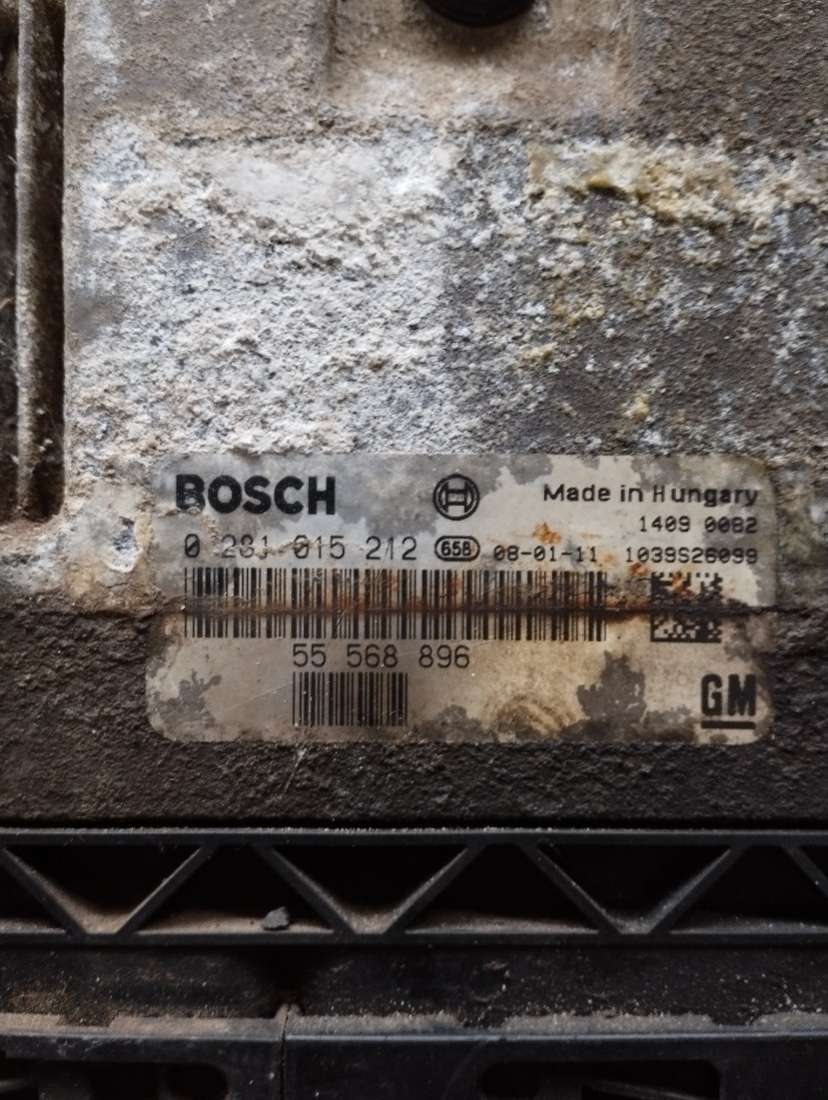 BOSCH
Made in Hungary
1409 0082
0 281 015 212 658 08-01-11 1039S26099
55 568 896
GM